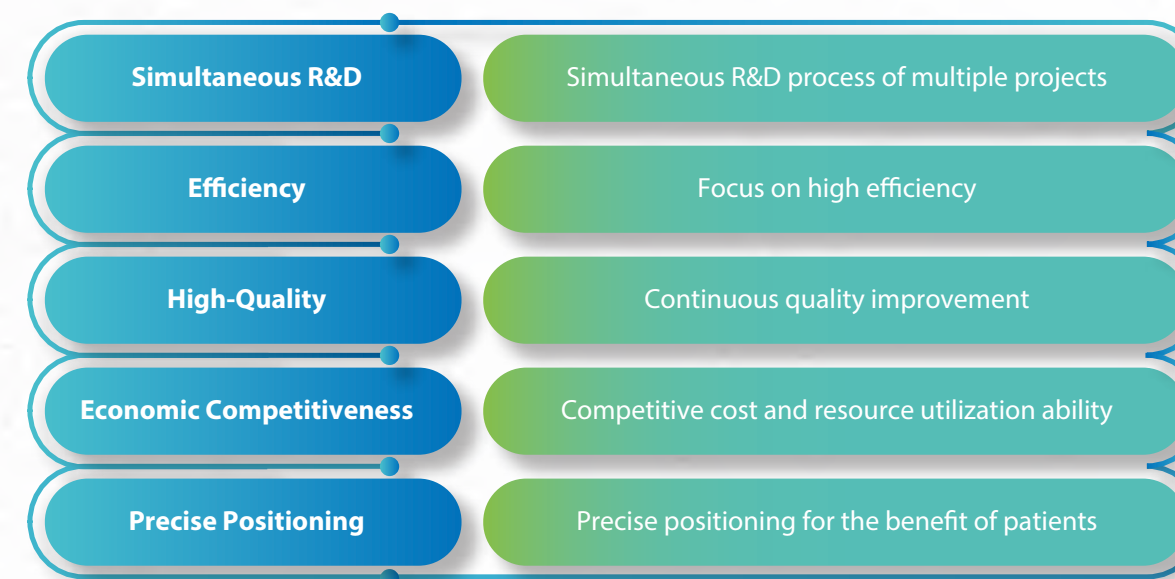 Simultaneous R&D
Simultaneous R&D process of multiple projects
Efficiency
Focus on high efficiency
High-Quality
Continuous quality improvement
Economic Competitiveness
Competitive cost and resource utilization ability
Precise Positioning
Precise positioning for the benefit of patients